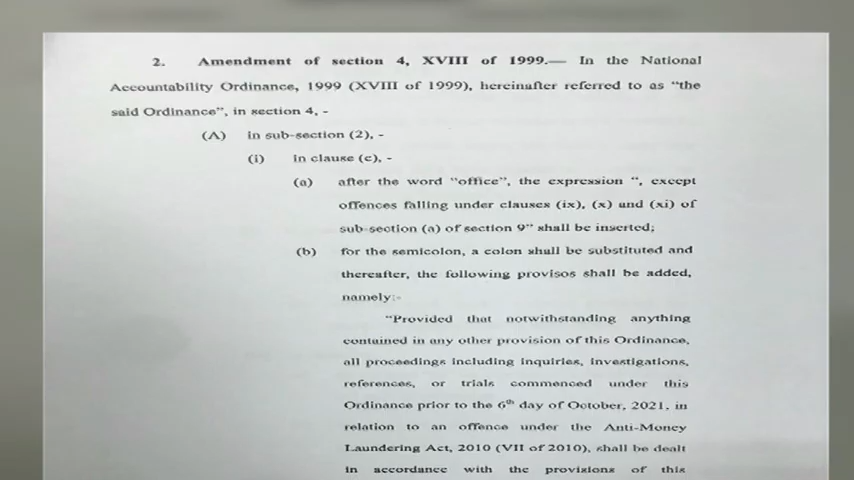 2. Amendment of section 4, XVIII of 1999.— In the National
Accountability Ordinance, 1999 (XVIII of 1999), hereinafter referred to as "the
said Ordinance", in section 4, -
(A) in sub-section (2), -
(i) in clause (c), -
(a) after the word "office", the expression ", except
offences falling under clauses (ix), (x) and (xi) of
sub-section (a) of section 9" shall be inserted;
(b) for the semicolon, a colon shall be substituted and
thereafter, the following provisos shall be added,
namely:-
"Provided that notwithstanding anything
contained in any other provision of this Ordinance,
all proceedings including inquiries, investigations,
references, or trials commenced under this
Ordinance prior to the 6th day of October, 2021, in
relation to an offence under the Anti-Money
Laundering Act, 2010 (VII of 2010), shall be dealt
in accordance with the provisions of this